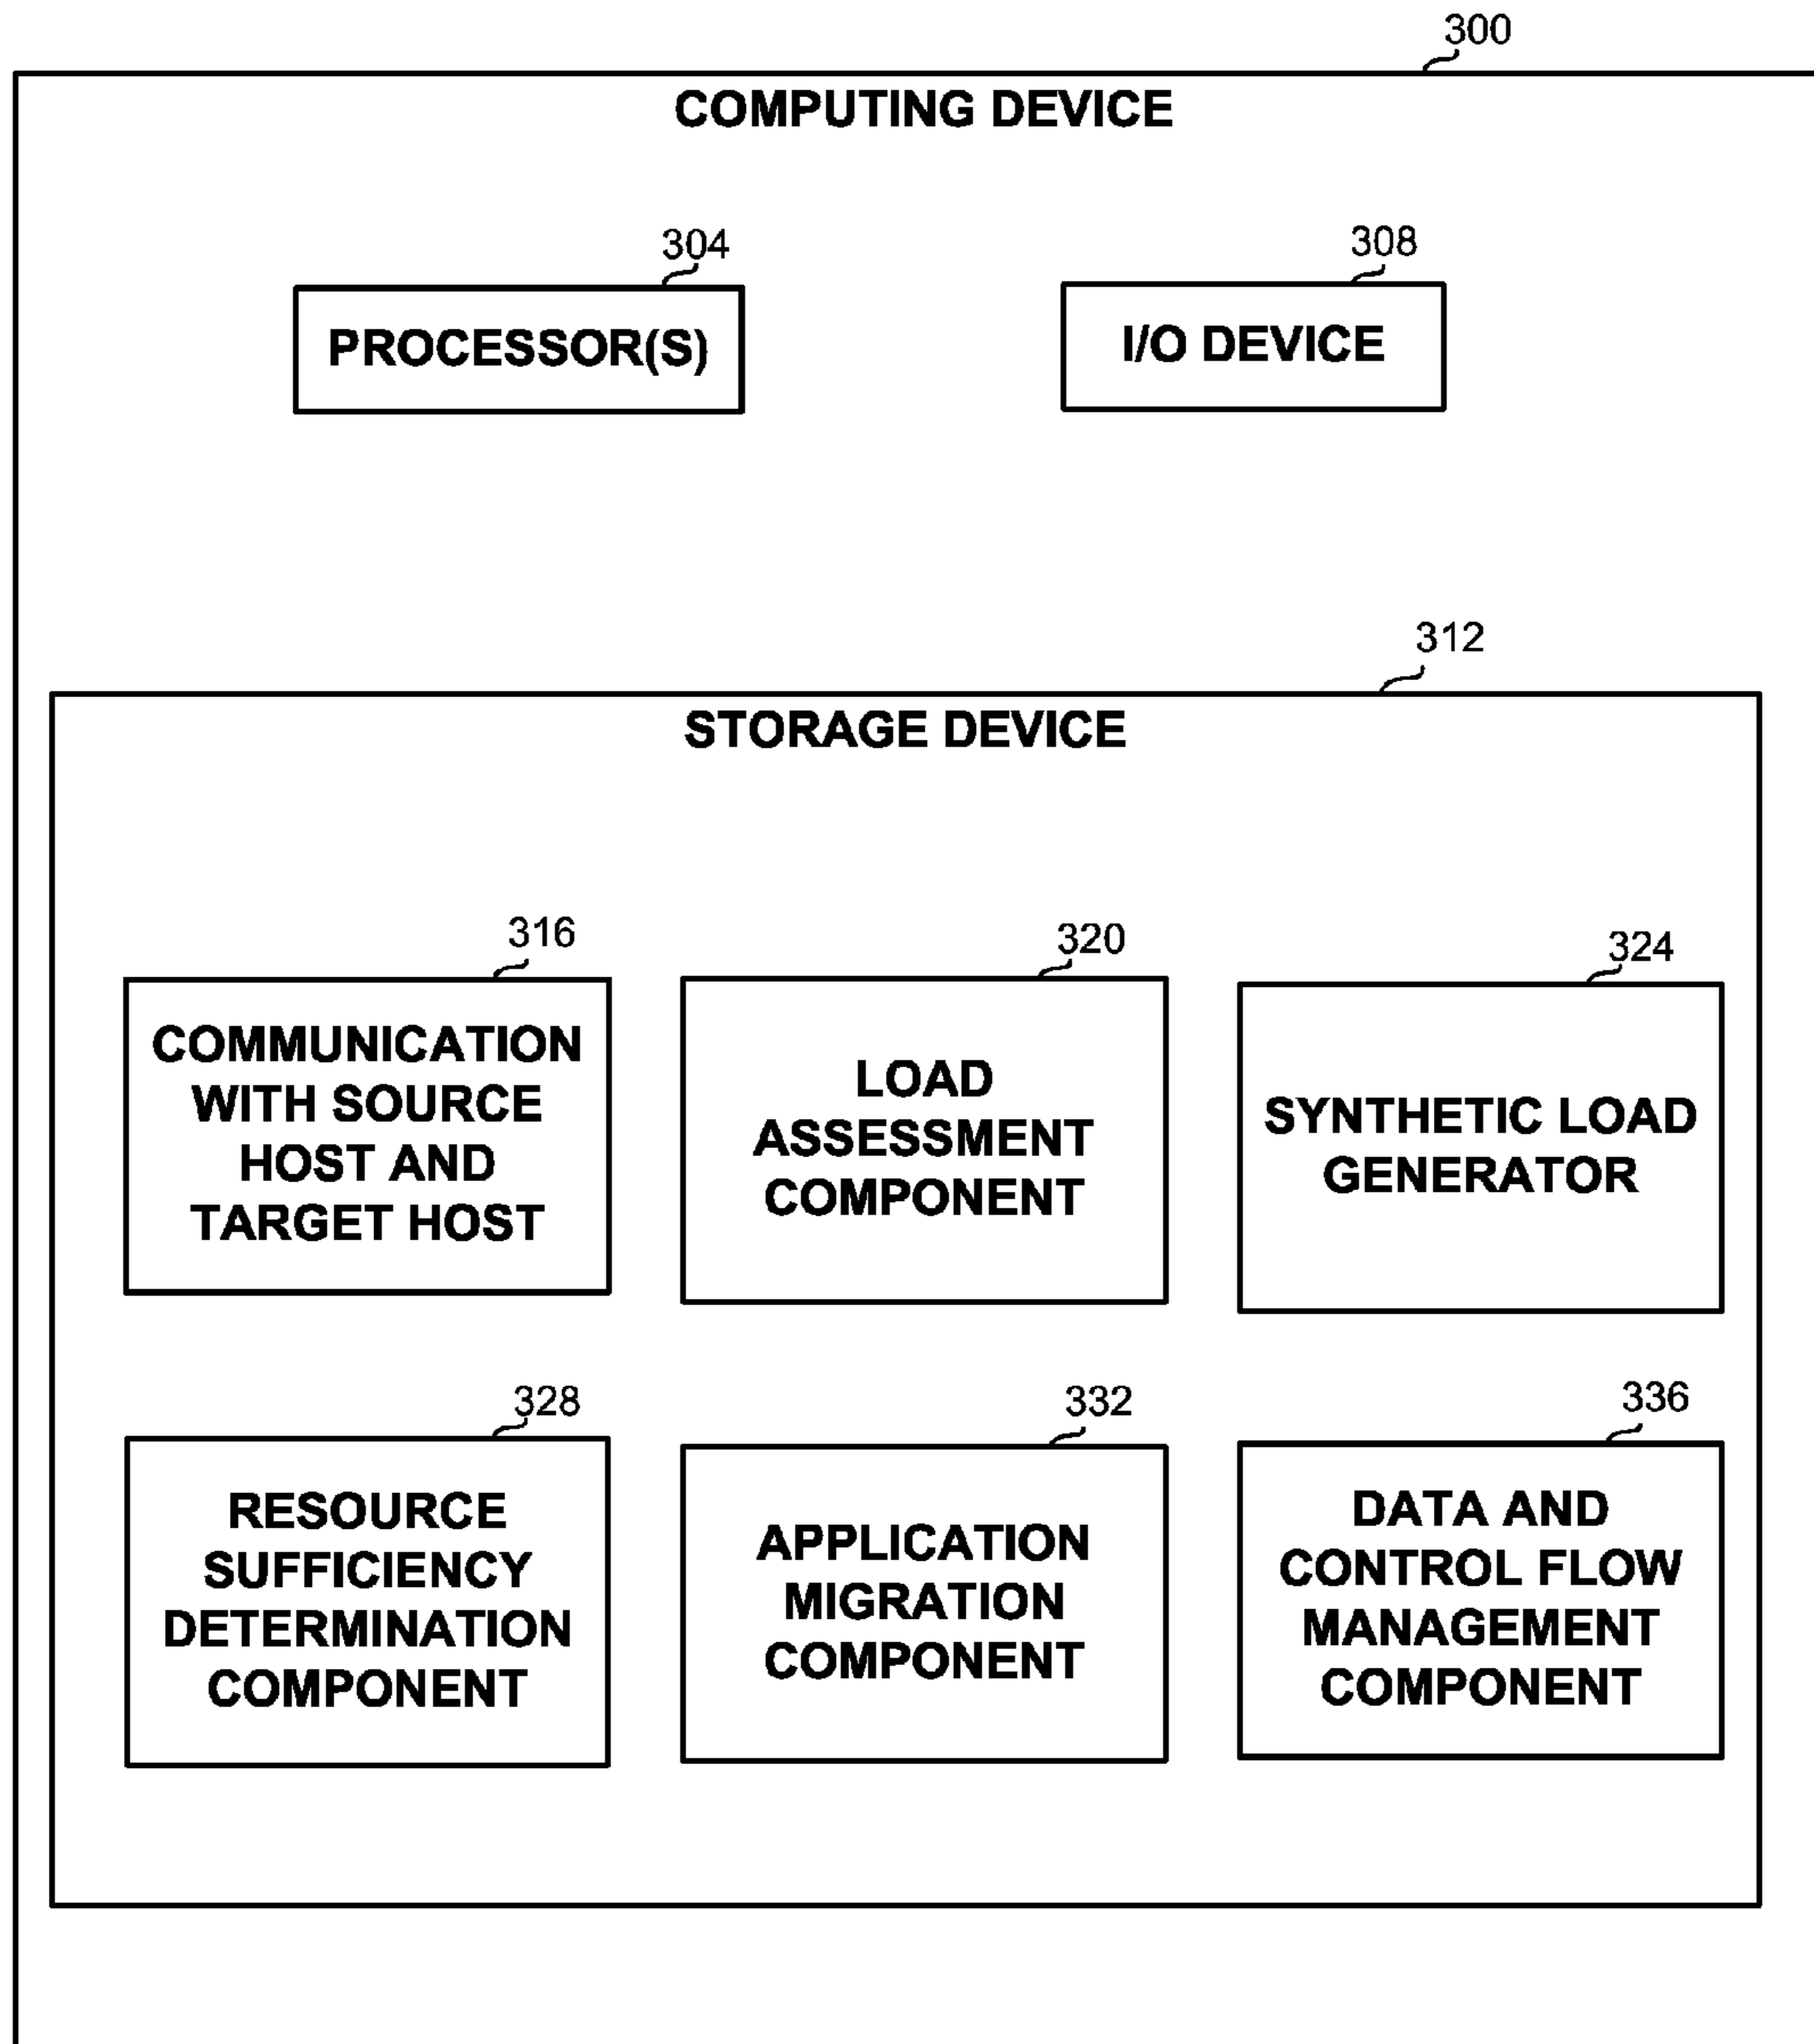 300
COMPUTING DEVICE
304
PROCESSOR(S)
308
I/O DEVICE
312
STORAGE DEVICE
316
COMMUNICATION
WITH SOURCE
HOST AND
TARGET HOST
320
LOAD
ASSESSMENT
COMPONENT
324
SYNTHETIC LOAD
GENERATOR
328
RESOURCE
SUFFICIENCY
DETERMINATION
COMPONENT
332
APPLICATION
MIGRATION
COMPONENT
336
DATA AND
CONTROL FLOW
MANAGEMENT
COMPONENT